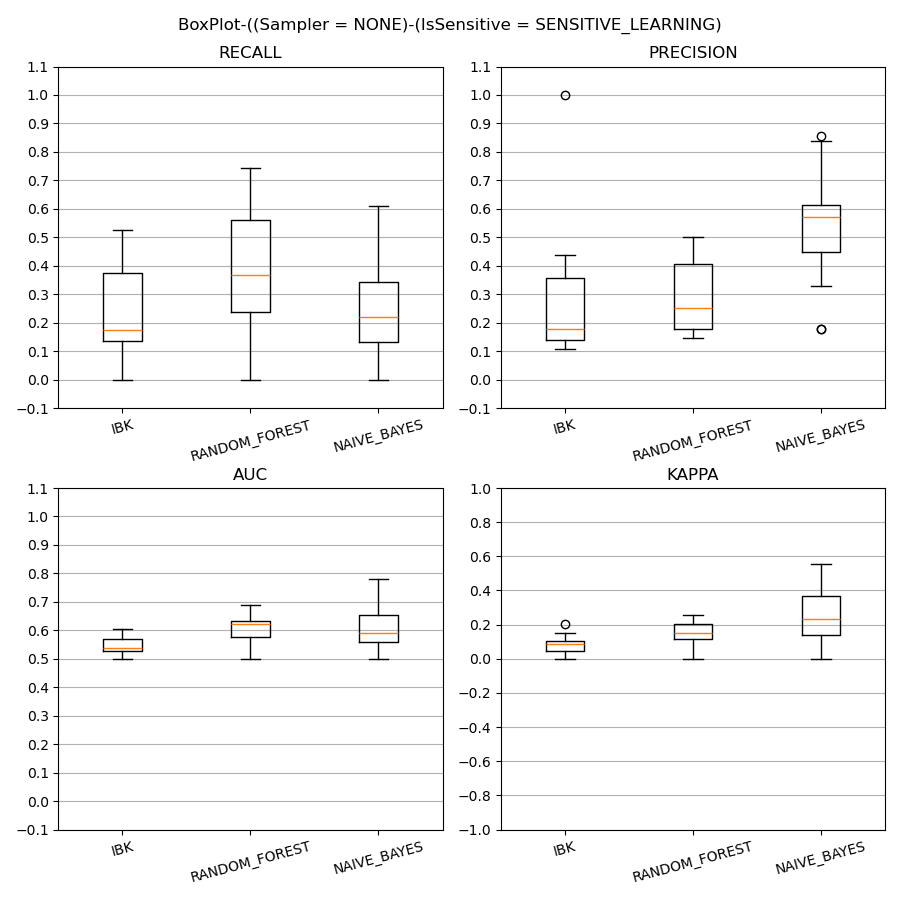 BoxPlot-((Sampler = NONE)-(IsSensitive = SENSITIVE_LEARNING)
RECALL
1.1
1.0
0.9
0.8
0.7
0.6
0.5
0.4
0.3
0.2
0.1
0.0
−0.1
IBK
RANDOM_FOREST
NAIVE_BAYES
PRECISION
1.1
1.0
0.9
0.8
0.7
0.6
0.5
0.4
0.3
0.2
0.1
0.0
−0.1
IBK
RANDOM_FOREST
NAIVE_BAYES
AUC
1.1
1.0
0.9
0.8
0.7
0.6
0.5
0.4
0.3
0.2
0.1
0.0
−0.1
IBK
RANDOM_FOREST
NAIVE_BAYES
KAPPA
1.0
0.8
0.6
0.4
0.2
0.0
−0.2
−0.4
−0.6
−0.8
−1.0
IBK
RANDOM_FOREST
NAIVE_BAYES